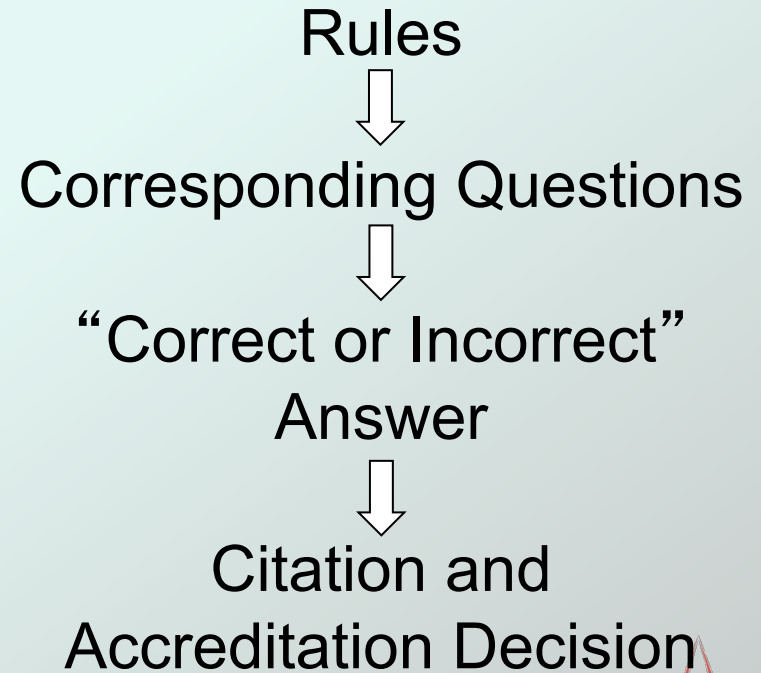 Rules
Corresponding Questions
“Correct or Incorrect”
Answer
Citation and
Accreditation Decision